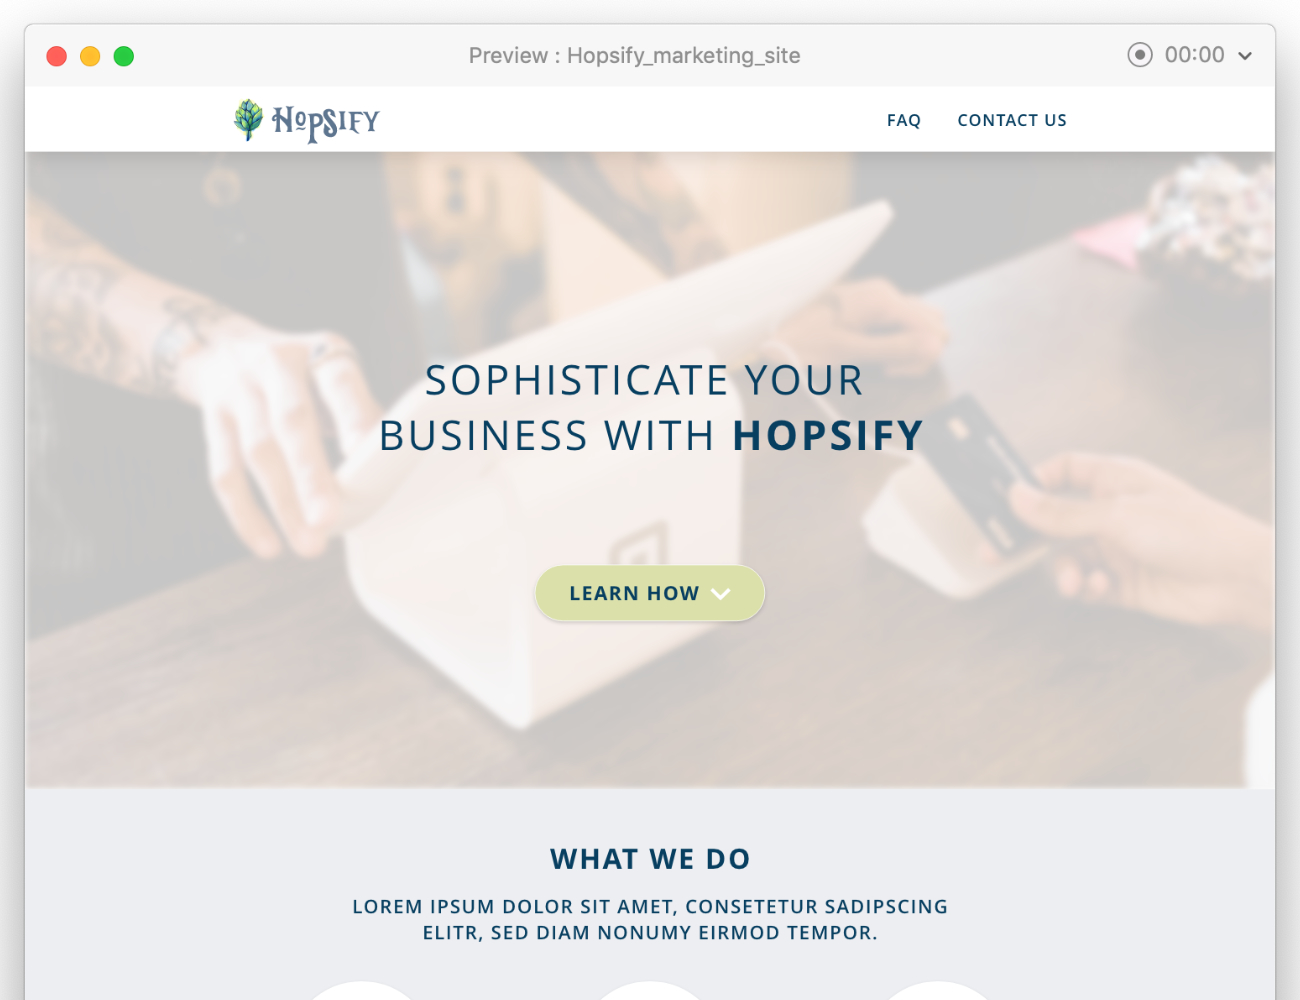 Preview : Hopsify_marketing_site
00:00
HOPSIFY
FAQ
CONTACT US
SOPHISTICATE YOUR
BUSINESS WITH HOPSIFY
LEARN HOW
WHAT WE DO
LOREM IPSUM DOLOR SIT AMET, CONSETETUR SADIPSCING
ELITR, SED DIAM NONUMY EIRMOD TEMPOR.